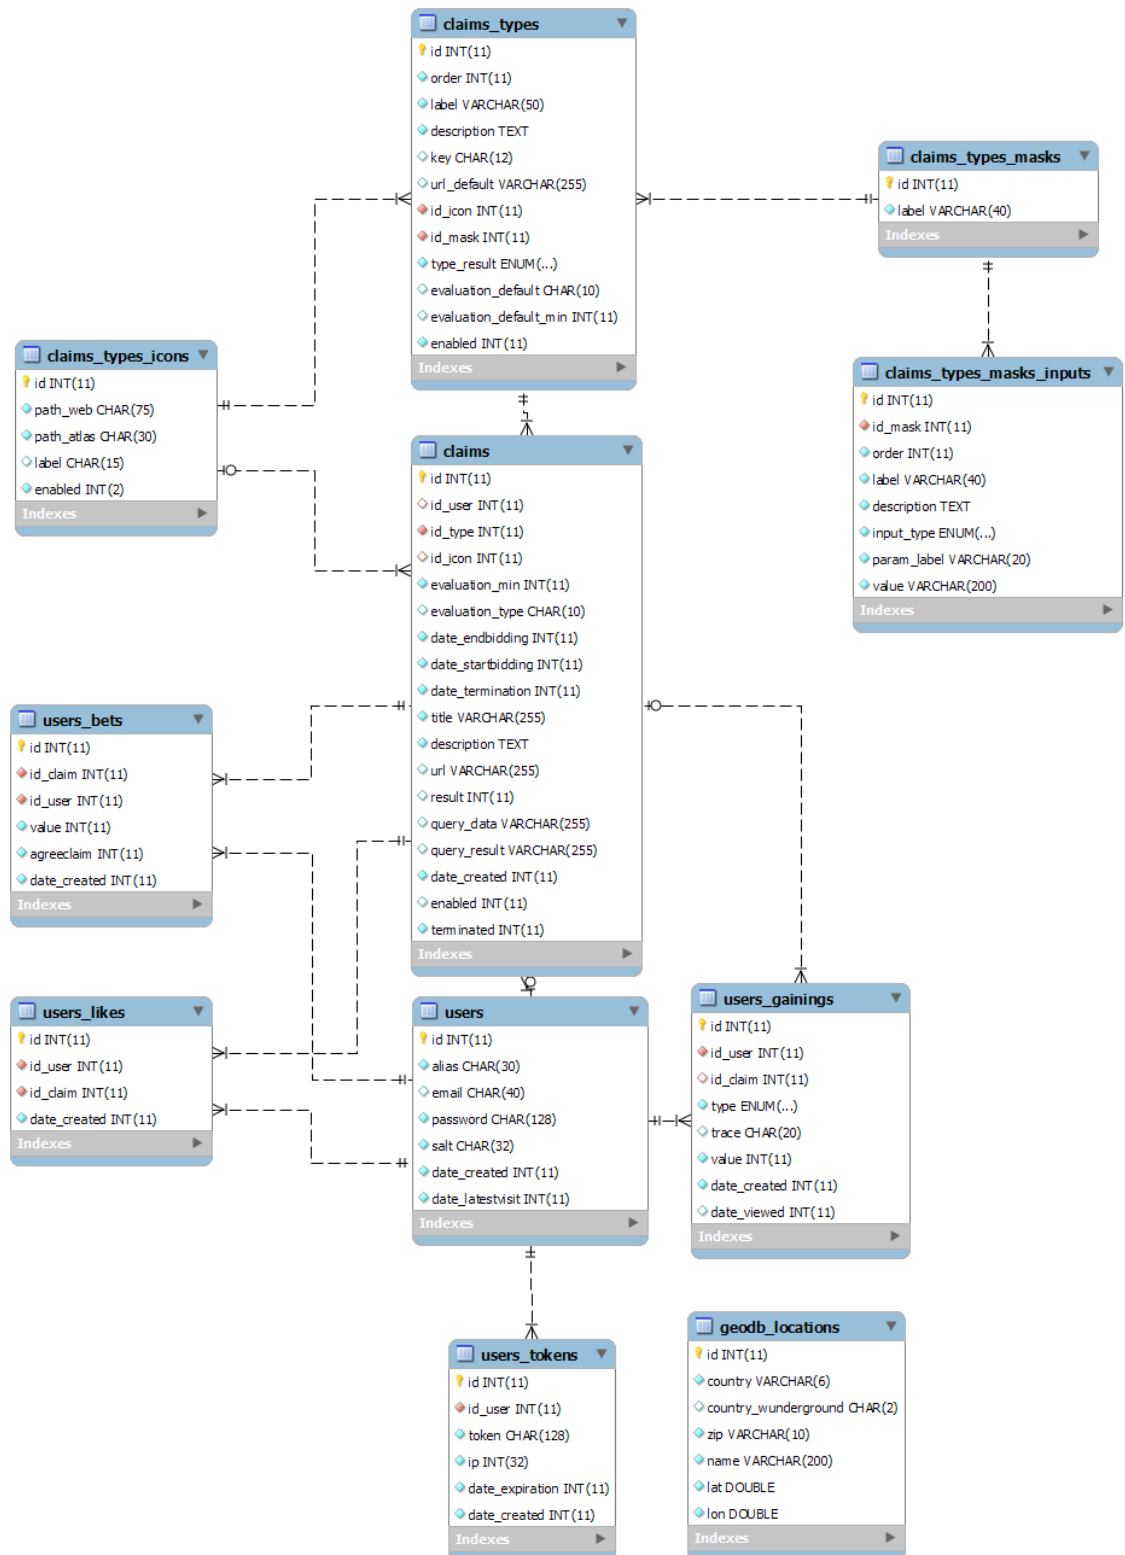 claims_types
id INT(11)
order INT(11)
label VARCHAR(50)
description TEXT
key CHAR(12)
url_default VARCHAR(255)
id_icon INT(11)
id_mask INT(11)
type_result ENUM(...)
evaluation_default CHAR(10)
evaluation_default_min INT(11)
enabled INT(11)
Indexes
claims_types_masks
id INT(11)
label VARCHAR(40)
Indexes
claims_types_icons
id INT(11)
path_web CHAR(75)
path_atlas CHAR(30)
label CHAR(15)
enabled INT(2)
Indexes
claims_types_masks_inputs
id INT(11)
id_mask INT(11)
order INT(11)
label VARCHAR(40)
description TEXT
input_type ENUM(...)
param_label VARCHAR(20)
value VARCHAR(200)
Indexes
claims
id INT(11)
id_user INT(11)
id_type INT(11)
id_icon INT(11)
evaluation_min INT(11)
evaluation_type CHAR(10)
date_endbidding INT(11)
date_startbidding INT(11)
date_termination INT(11)
title VARCHAR(255)
description TEXT
url VARCHAR(255)
result INT(11)
query_data VARCHAR(255)
query_result VARCHAR(255)
date_created INT(11)
enabled INT(11)
terminated INT(11)
Indexes
users_bets
id INT(11)
id_claim INT(11)
id_user INT(11)
value INT(11)
agreeclaim INT(11)
date_created INT(11)
Indexes
users_likes
id INT(11)
id_user INT(11)
id_claim INT(11)
date_created INT(11)
Indexes
users
id INT(11)
alias CHAR(30)
email CHAR(40)
password CHAR(128)
salt CHAR(32)
date_created INT(11)
date_latestvisit INT(11)
Indexes
users_gainings
id INT(11)
id_user INT(11)
id_claim INT(11)
type ENUM(...)
trace CHAR(20)
value INT(11)
date_created INT(11)
date_viewed INT(11)
Indexes
users_tokens
id INT(11)
id_user INT(11)
token CHAR(128)
ip INT(32)
date_expiration INT(11)
date_created INT(11)
Indexes
geodb_locations
id INT(11)
country VARCHAR(6)
country_wunderground CHAR(2)
zip VARCHAR(10)
name VARCHAR(200)
lat DOUBLE
lon DOUBLE
Indexes